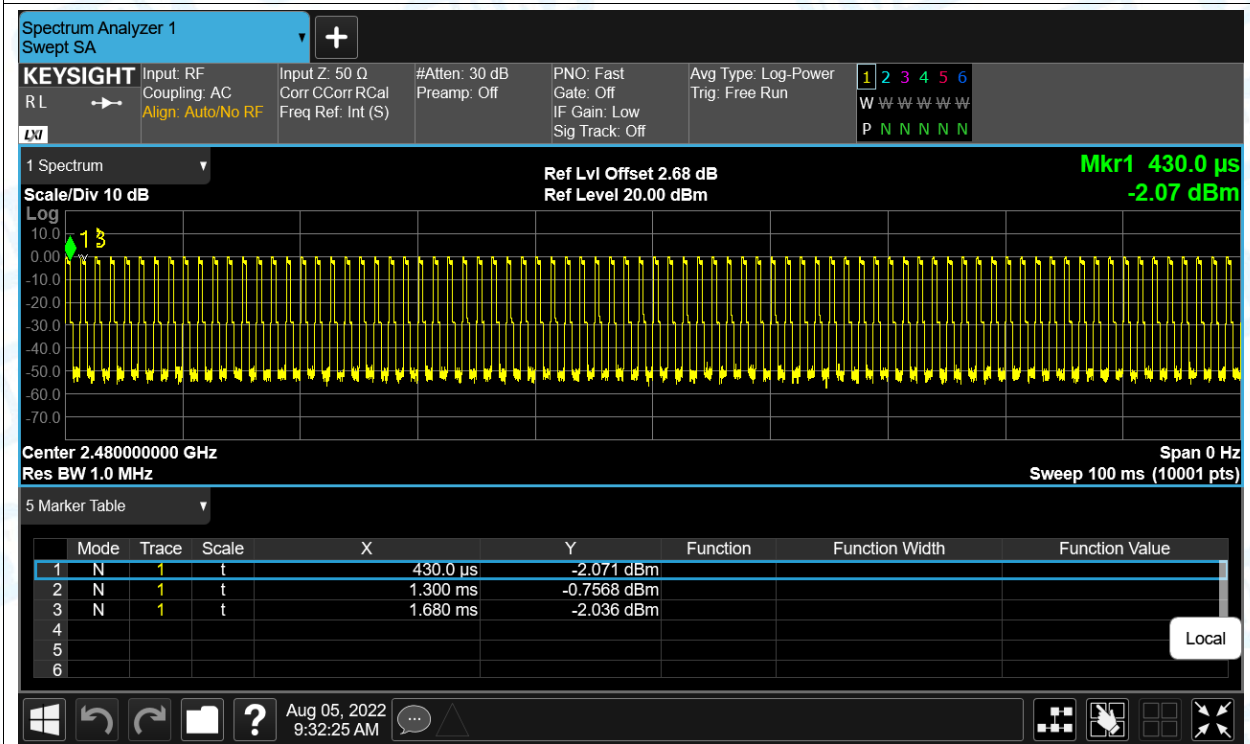 Spectrum Analyzer 1
Swept SA
KEYSIGHT Input: RF Input Z: 50 Ω #Atten: 30 dB PNO: Fast Avg Type: Log-Power 1 2 3 4 5 6
RL Coupling: AC Corr CCorr RCal Preamp: Off Gate: Off Trig: Free Run W W W W W W
Align: Auto/No RF Freq Ref: Int (S) IF Gain: Low
LXI Sig Track: Off P N N N N N
1 Spectrum Ref Lvl Offset 2.68 dB Mkr1 430.0 µs
Scale/Div 10 dB Ref Level 20.00 dBm -2.07 dBm
Log
10.0
0.00
-10.0
-20.0
-30.0
-40.0
-50.0
-60.0
-70.0
Center 2.480000000 GHz Span 0 Hz
Res BW 1.0 MHz Sweep 100 ms (10001 pts)
5 Marker Table
Mode Trace Scale X Y Function Function Width Function Value
1 N 1 t 430.0 µs -2.071 dBm
2 N 1 t 1.300 ms -0.7568 dBm
3 N 1 t 1.680 ms -2.036 dBm
4
5
6
Local
? Aug 05, 2022
9:32:25 AM